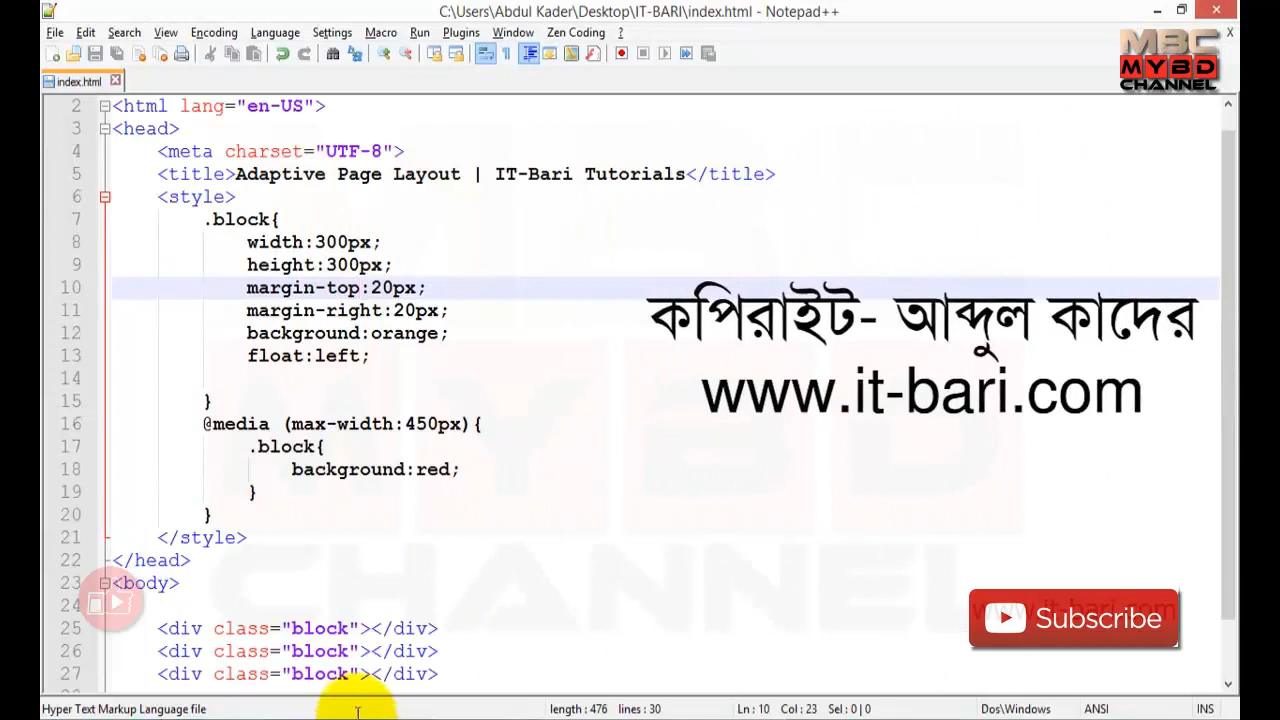 C:\Users\Abdul Kader\Desktop\IT-BARI\index.html - Notepad++
File Edit Search View Encoding Language Settings Macro Run Plugins Window Zen Coding ? X
MBC
MYBD
CHANNEL
index.html
2 <html lang="en-US">
3 <head>
4 <meta charset="UTF-8">
5 <title>Adaptive Page Layout | IT-Bari Tutorials</title>
6 <style>
7 .block{
8 width:300px;
9 height:300px;
10 margin-top:20px;
11 margin-right:20px;
12 background:orange;
13 float:left;
14
15 }
16 @media (max-width:450px){
17 .block{
18 background:red;
19 }
20 }
21 </style>
22 </head>
23 <body>
24
25 <div class="block"></div>
26 <div class="block"></div>
27 <div class="block"></div>
কপিরাইট- আব্দুল কাদের
www.it-bari.com
MYBD
CHANNEL
www.it-bari.com
Subscribe
Hyper Text Markup Language file length : 476 lines : 30 Ln : 10 Col : 23 Sel : 0 | 0 Dos\Windows ANSI INS